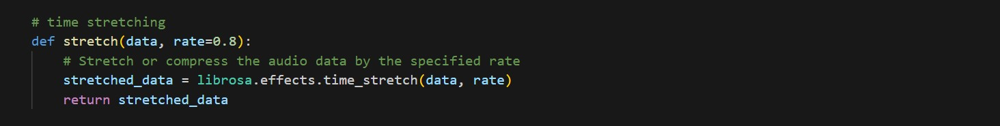 # time stretching
def stretch(data, rate=0.8):
    # Stretch or compress the audio data by the specified rate
    stretched_data = librosa.effects.time_stretch(data, rate)
    return stretched_data